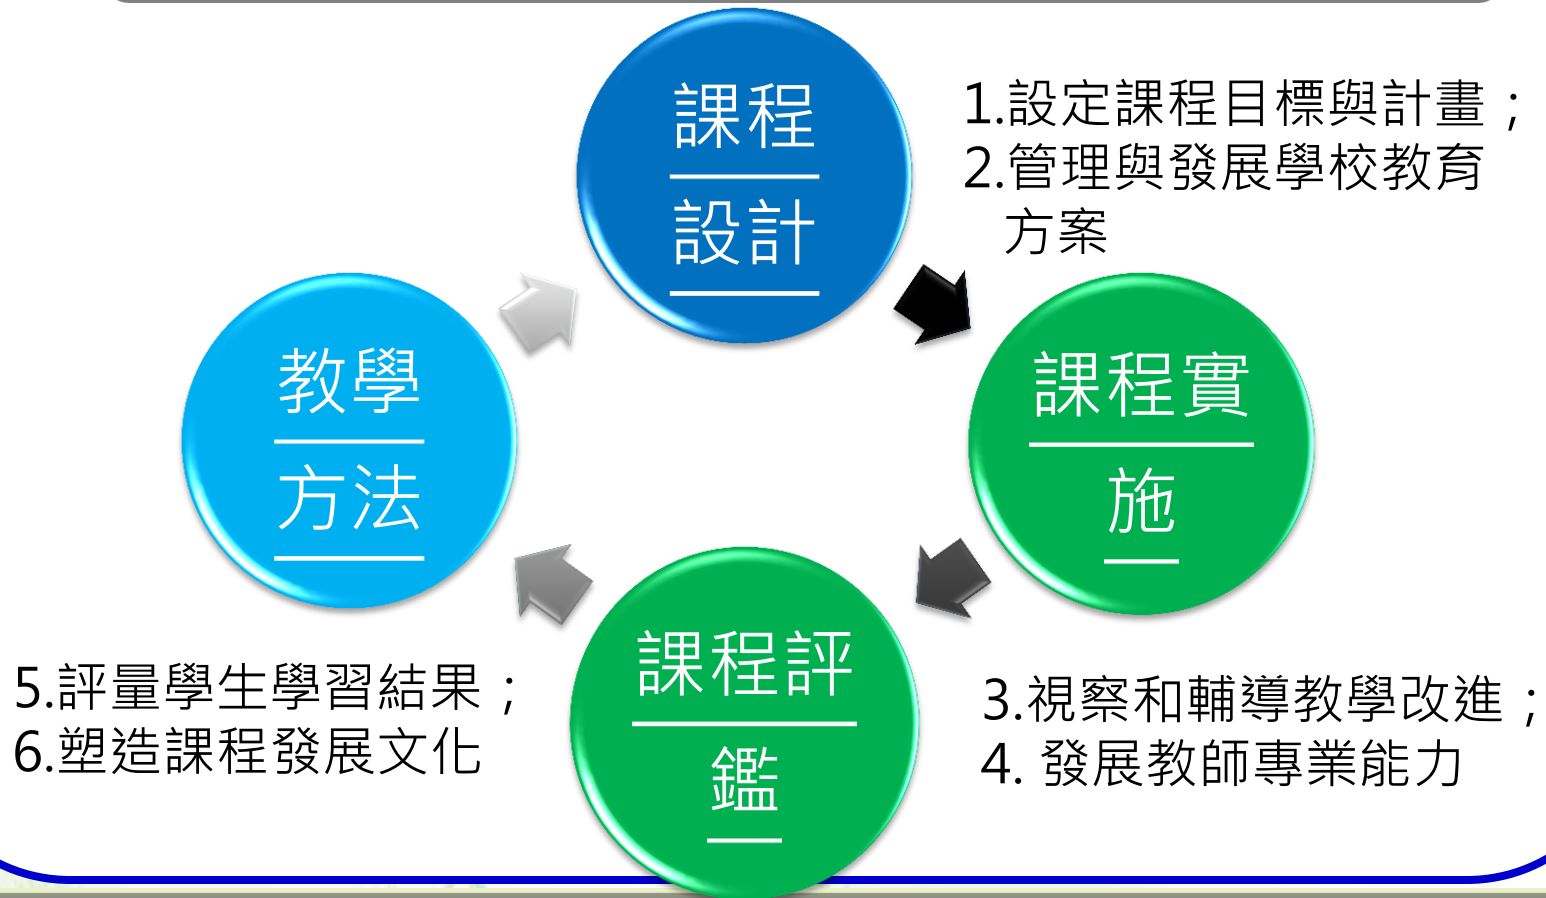 課程
設計
1.設定課程目標與計畫；
2.管理與發展學校教育
方案
教學
方法
課程實
施
課程評
鑑
5.評量學生學習結果；
6.塑造課程發展文化
3.視察和輔導教學改進；
4. 發展教師專業能力